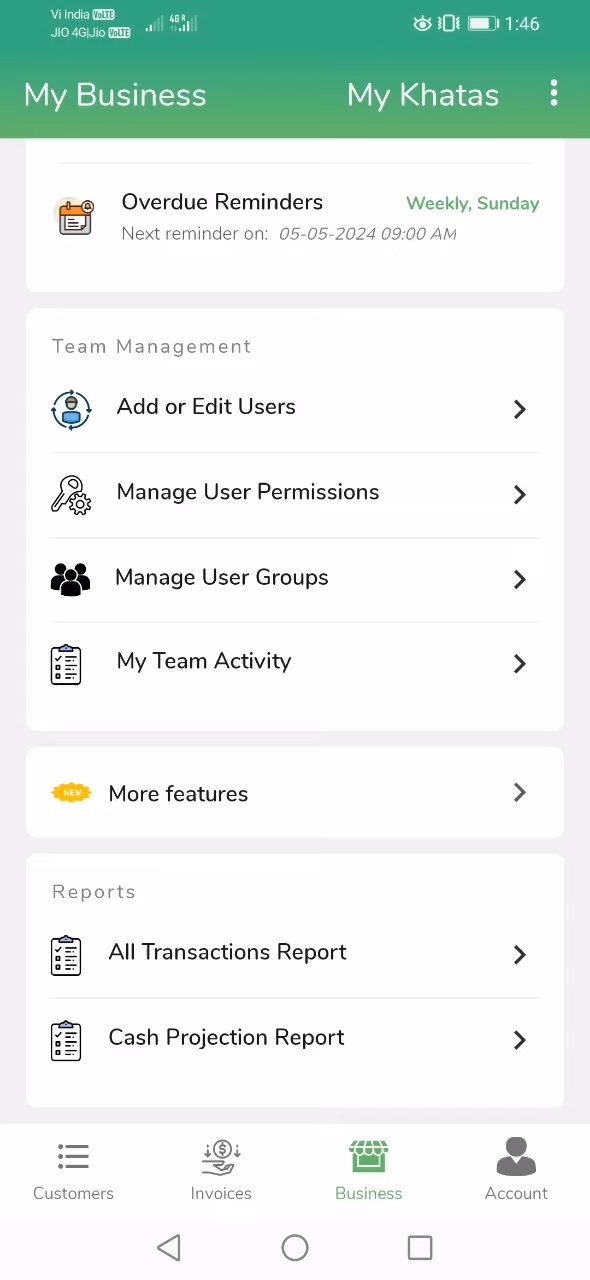 Vi India VoLTE
JIO 4G|Jio VoLTE
4G R
1:46
My Business
My Khatas
Overdue Reminders
Weekly, Sunday
Next reminder on: 05-05-2024 09:00 AM
Team Management
Add or Edit Users
Manage User Permissions
Manage User Groups
My Team Activity
NEW
More features
Reports
All Transactions Report
Cash Projection Report
Customers
Invoices
Business
Account